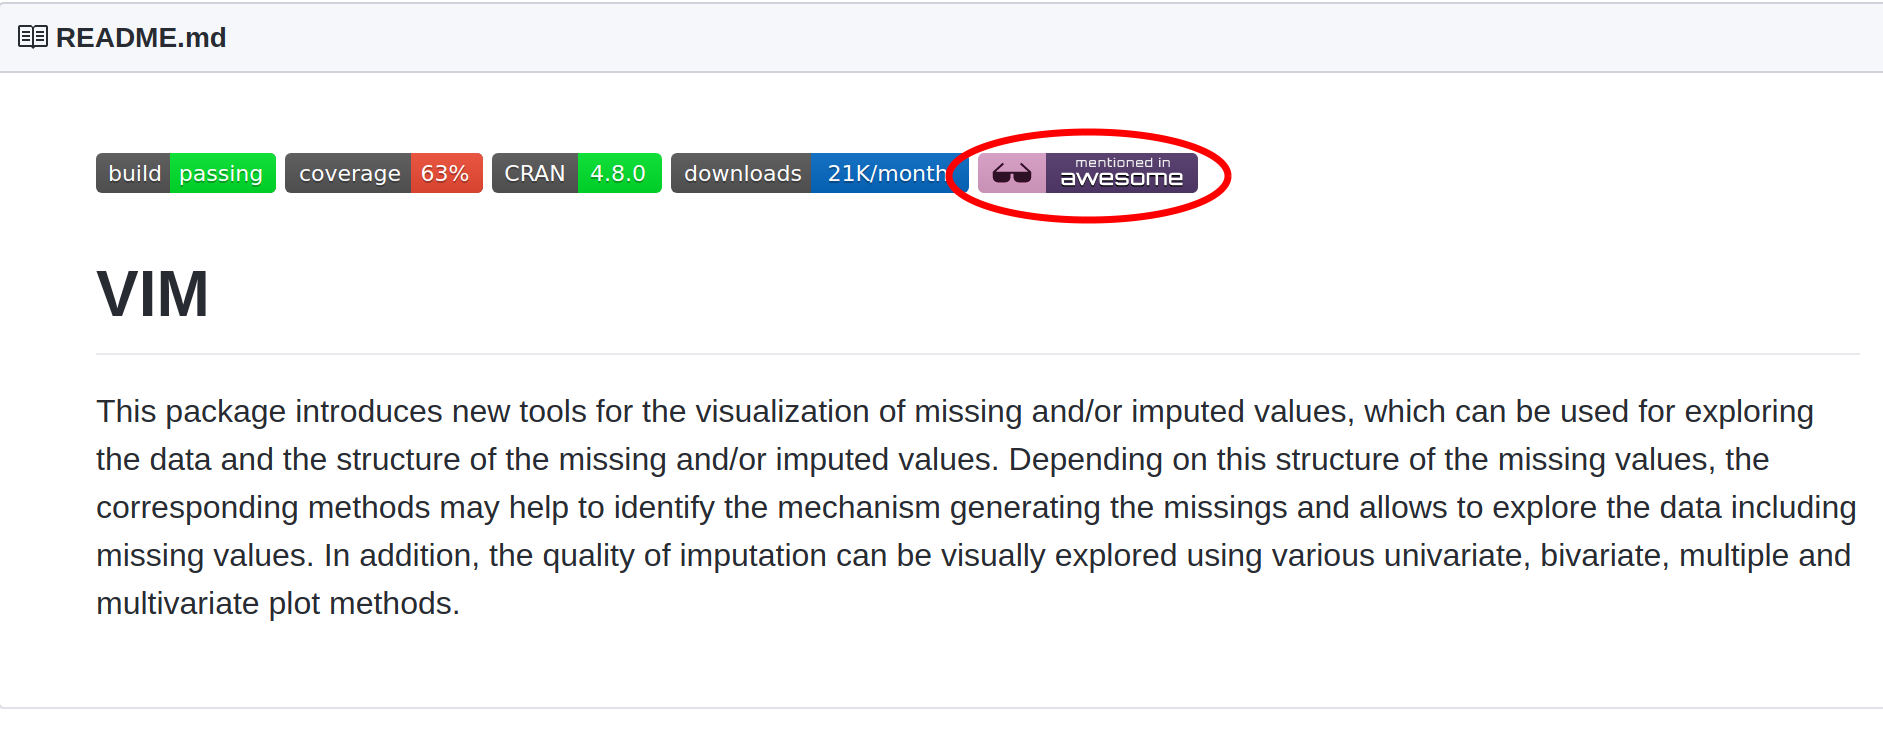 README.md
build passing coverage 63% CRAN 4.8.0 downloads 21K/month mentioned in awesome
VIM
This package introduces new tools for the visualization of missing and/or imputed values, which can be used for exploring
the data and the structure of the missing and/or imputed values. Depending on this structure of the missing values, the
corresponding methods may help to identify the mechanism generating the missings and allows to explore the data including
missing values. In addition, the quality of imputation can be visually explored using various univariate, bivariate, multiple and
multivariate plot methods.